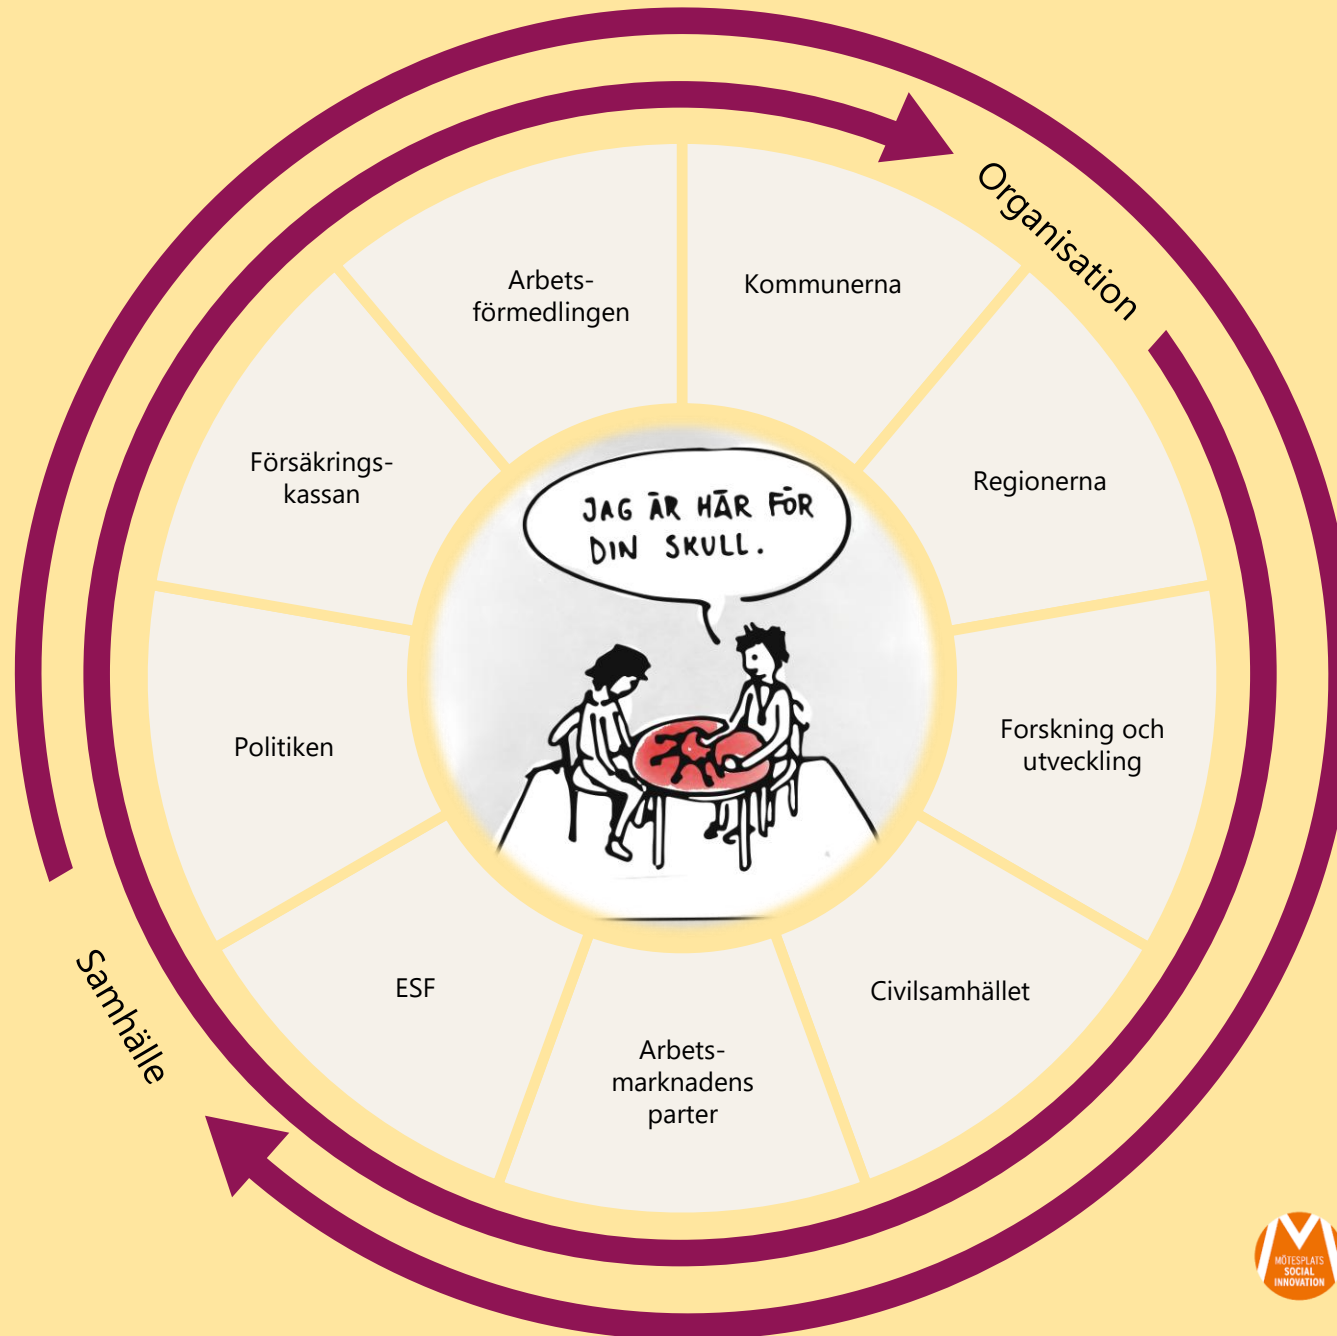 Organisation
Arbets-
förmedlingen
Kommunerna
Försäkrings-
kassan
Regionerna
JAG ÄR HÄR FÖR
DIN SKULL.
Politiken
Forskning och
utveckling
ESF
Civilsamhället
Arbets-
marknadens
parter
Samhälle
MÖTESPLATS
SOCIAL
INNOVATION